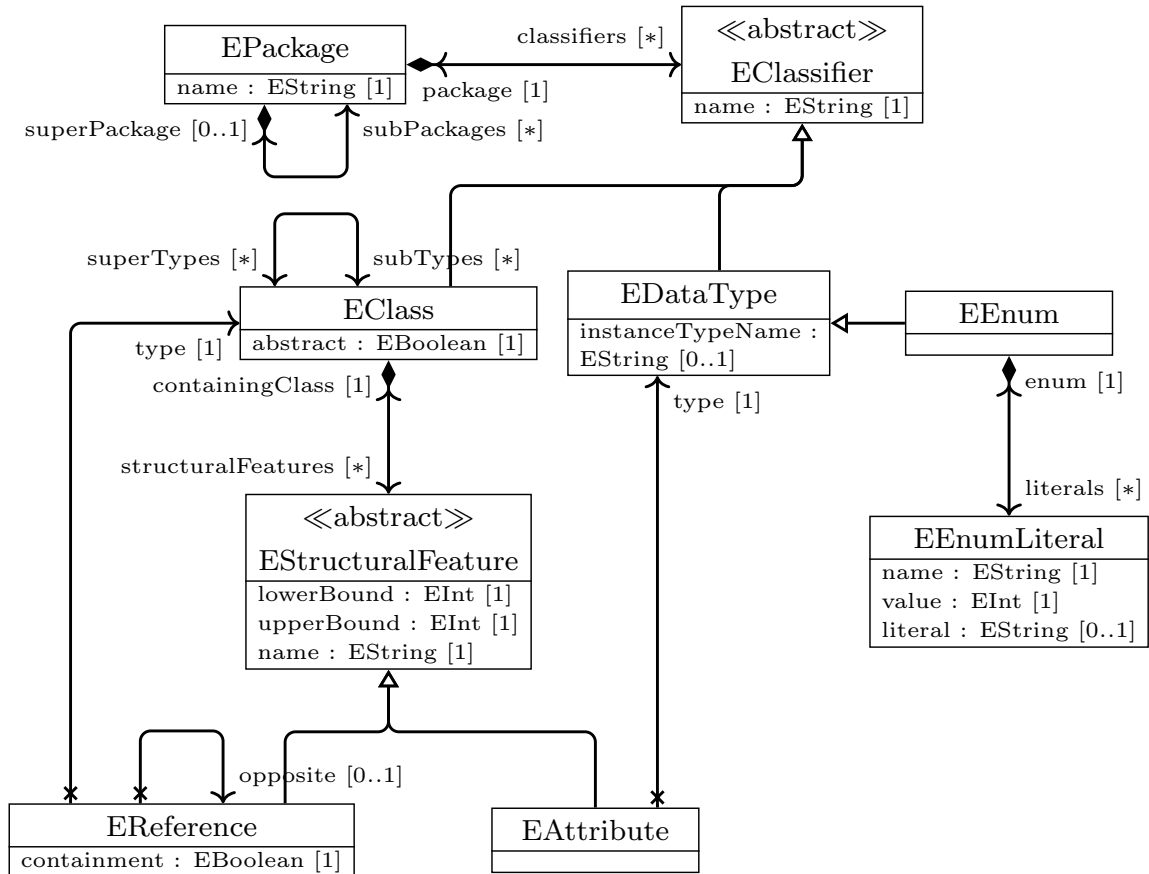 EPackage
name : EString [1]
classifiers [∗]
package [1]
≪abstract≫
EClassifier
name : EString [1]
superPackage [0..1]
subPackages [∗]
superTypes [∗]
subTypes [∗]
EClass
abstract : EBoolean [1]
type [1]
containingClass [1]
EDataType
instanceTypeName :
EString [0..1]
type [1]
EEnum
enum [1]
structuralFeatures [∗]
literals [∗]
≪abstract≫
EStructuralFeature
lowerBound : EInt [1]
upperBound : EInt [1]
name : EString [1]
EEnumLiteral
name : EString [1]
value : EInt [1]
literal : EString [0..1]
opposite [0..1]
EReference
containment : EBoolean [1]
EAttribute